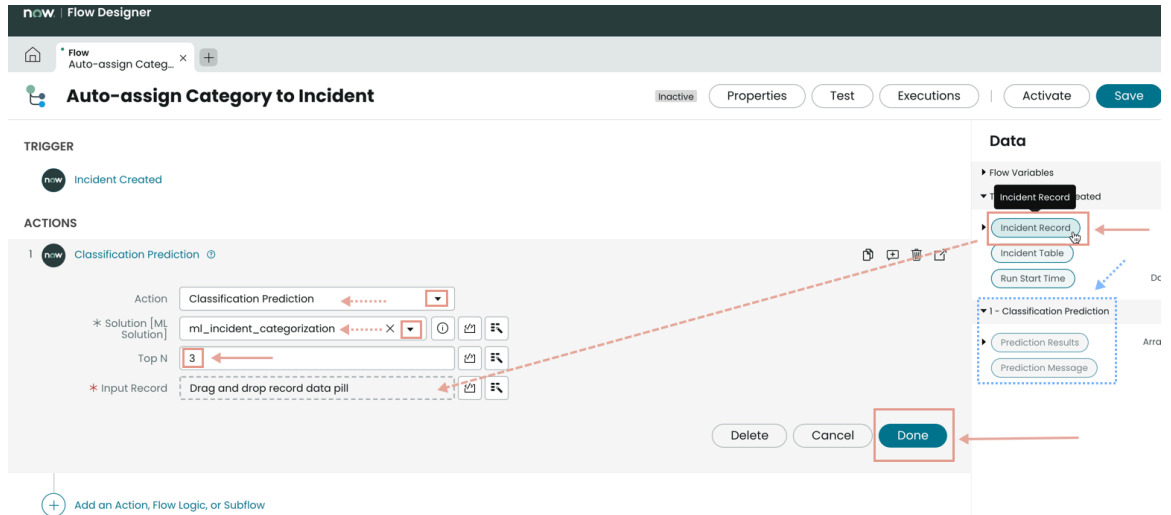 now. | Flow Designer
Flow
Auto-assign Categ...
Auto-assign Category to Incident
Inactive
Properties
Test
Executions
Activate
Save
TRIGGER
now Incident Created
ACTIONS
1 now Classification Prediction
Action Classification Prediction
* Solution [ML Solution] ml_incident_categorization
Top N 3
* Input Record Drag and drop record data pill
Delete
Cancel
Done
Add an Action, Flow Logic, or Subflow
Data
Flow Variables
Incident Record
Incident Record
Incident Table
Run Start Time
1 - Classification Prediction
Prediction Results
Prediction Message